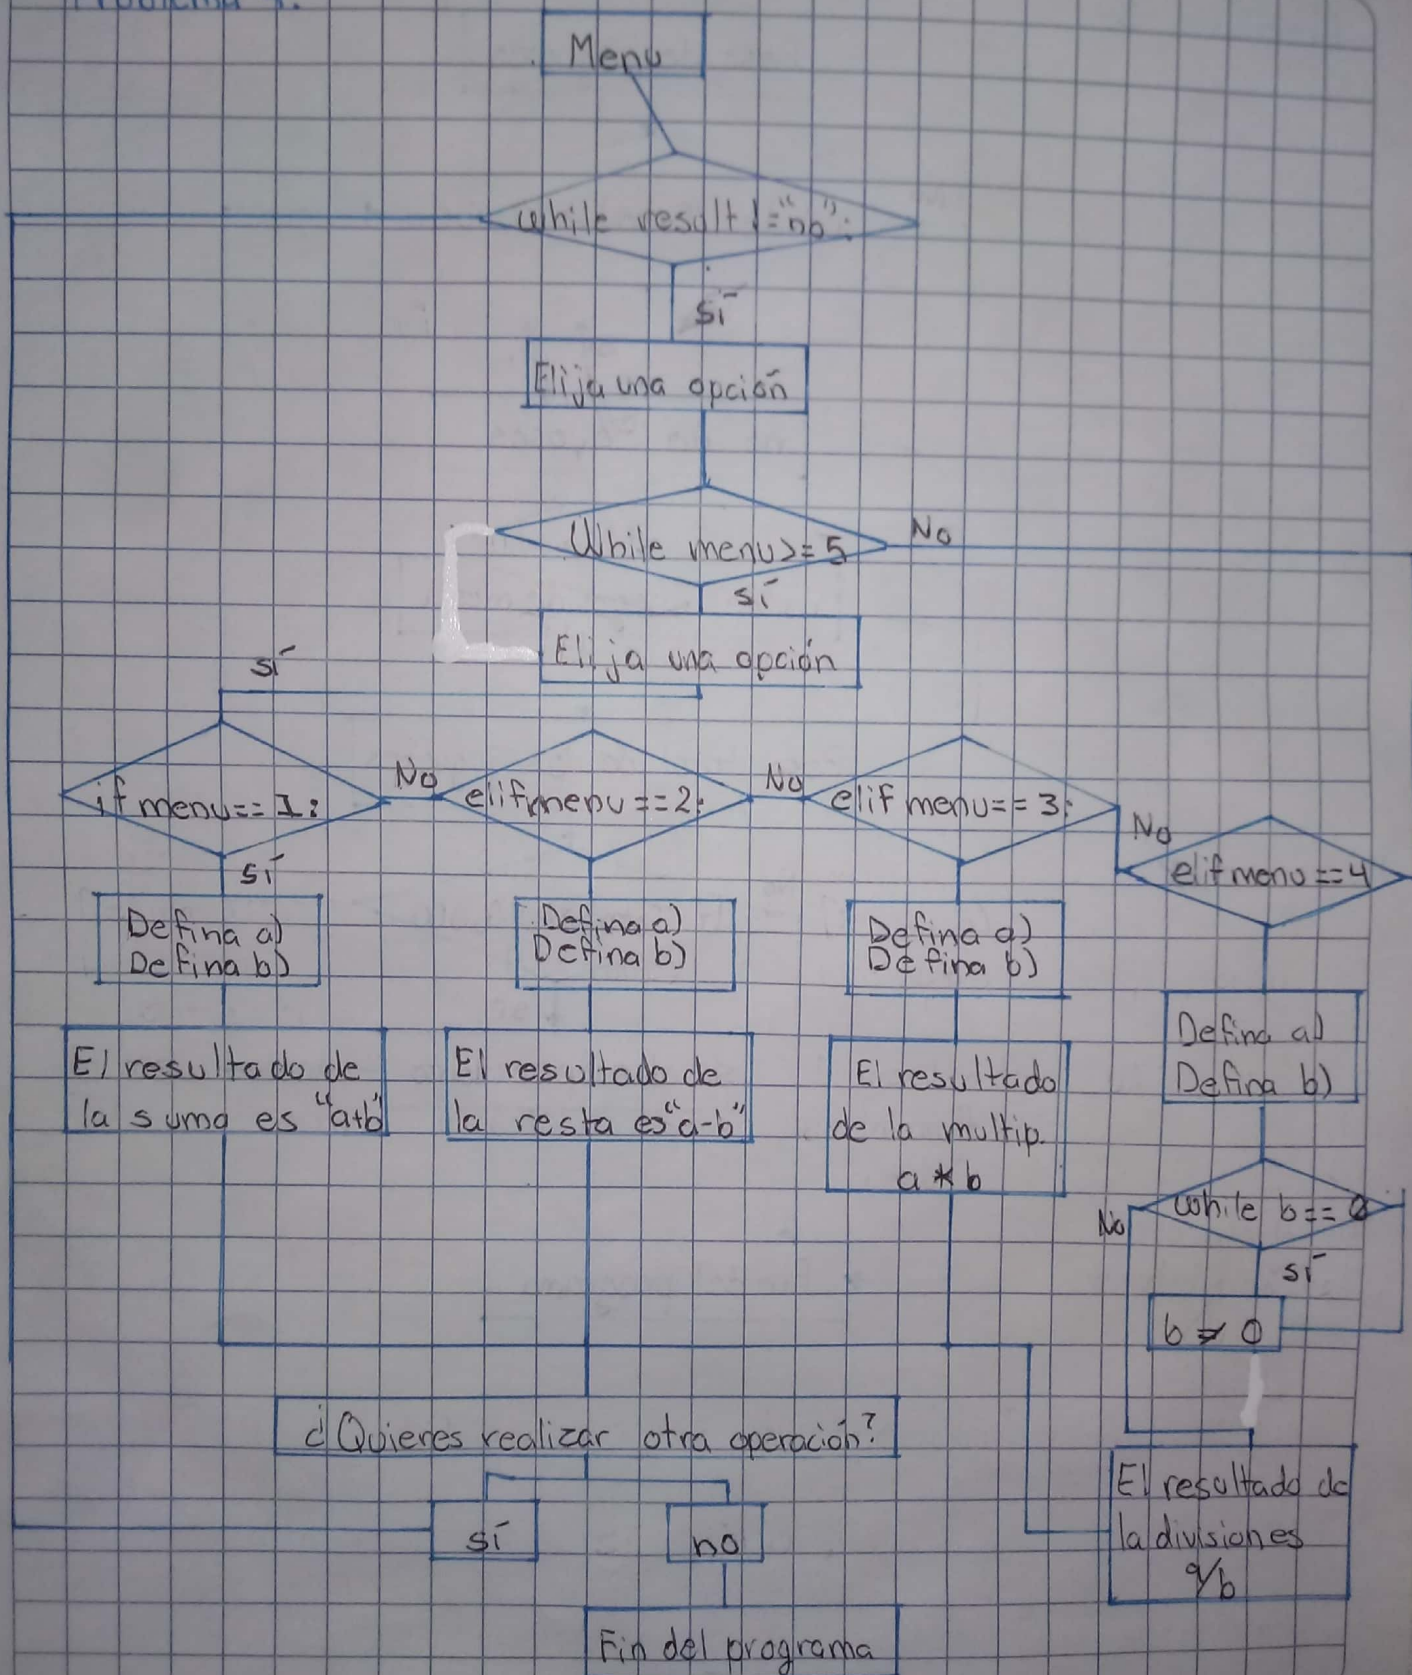 Problema
Menu
while result != "no":
sí
Elija una opción
While menu >= 5
No
sí
Elija una opción
sí
if menu == 1:
No
elif menu == 2:
No
elif menu == 3:
No
elif menu == 4
sí
Defina a)
Defina b)
Defina a)
Defina b)
Defina a)
Defina b)
Defina a)
Defina b)
El resultado de
la suma es "a+b"
El resultado de
la resta es "a-b"
El resultado
de la multip.
a * b
while b == 0
No
sí
b ≠ 0
¿Quieres realizar otra operación?
sí
no
El resultado de
la division es
a/b
Fin del programa